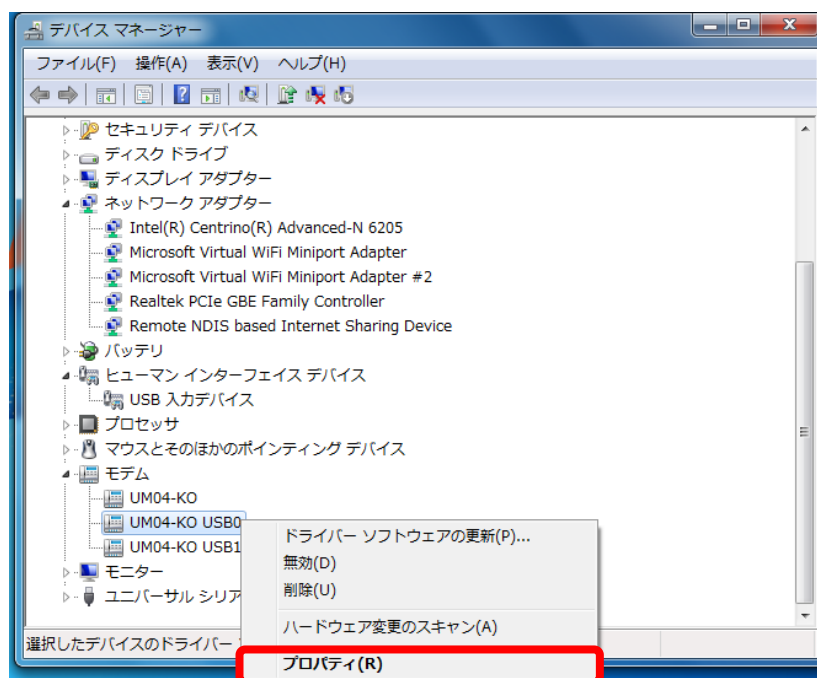 デバイス マネージャー
ファイル(F) 操作(A) 表示(V) ヘルプ(H)
セキュリティ デバイス
ディスク ドライブ
ディスプレイ アダプター
ネットワーク アダプター
Intel(R) Centrino(R) Advanced-N 6205
Microsoft Virtual WiFi Miniport Adapter
Microsoft Virtual WiFi Miniport Adapter #2
Realtek PCIe GBE Family Controller
Remote NDIS based Internet Sharing Device
バッテリ
ヒューマン インターフェイス デバイス
USB 入力デバイス
プロセッサ
マウスとそのほかのポインティング デバイス
モデム
UM04-KO
UM04-KO USB0
UM04-KO USB1
モニター
ユニバーサル シリア
ドライバー ソフトウェアの更新(P)...
無効(D)
削除(U)
ハードウェア変更のスキャン(A)
プロパティ(R)
選択したデバイスのドライバー